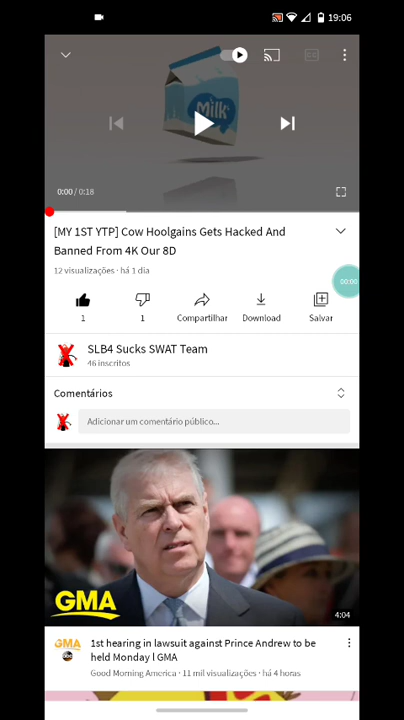 19:06
Milk
0:00 / 0:18
[MY 1ST YTP] Cow Hoolgains Gets Hacked And
Banned From 4K Our 8D
12 visualizações · há 1 dia
00:00
1
1
Compartilhar
Download
Salvar
SLB4 Sucks SWAT Team
46 inscritos
Comentários
Adicionar um comentário público...
GMA
4:04
GMA
abc
1st hearing in lawsuit against Prince Andrew to be
held Monday l GMA
Good Morning America · 11 mil visualizações · há 4 horas